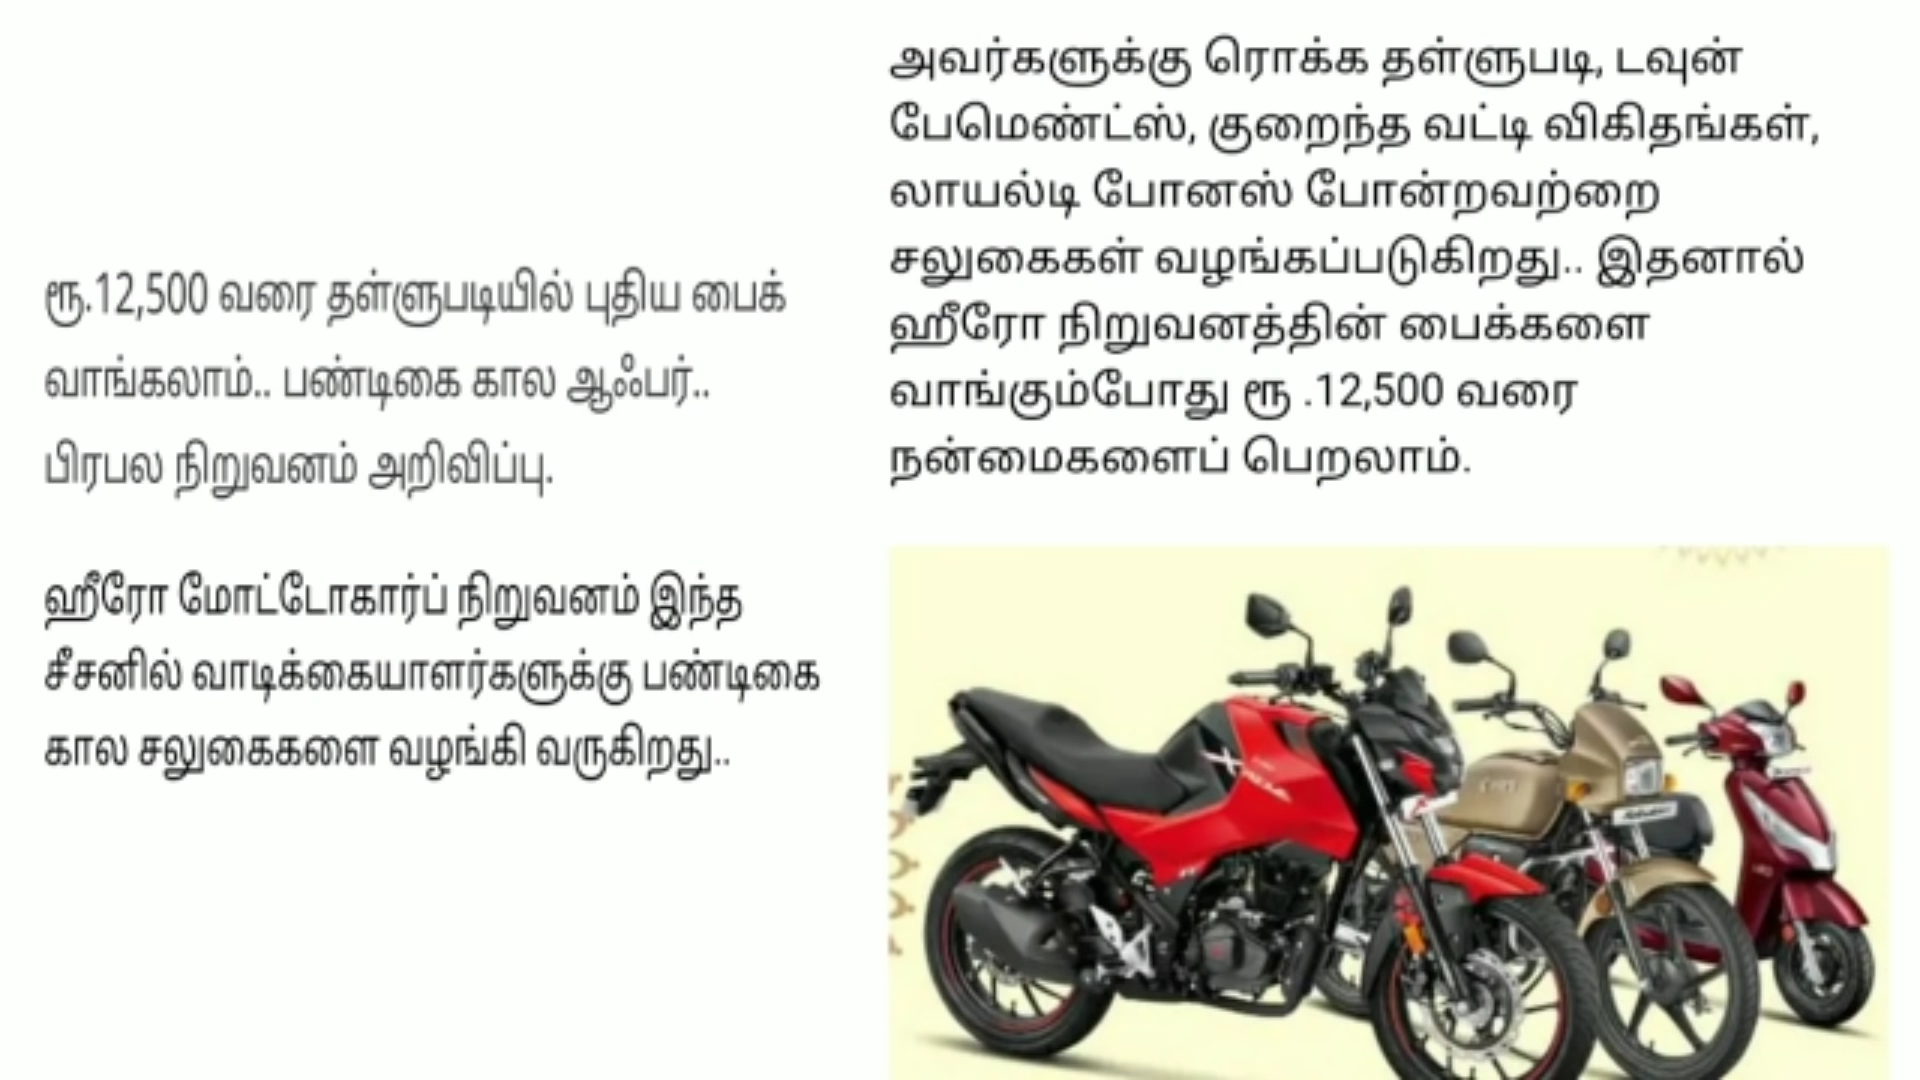 ரூ.12,500 வரை தள்ளுபடியில் புதிய பைக்
வாங்கலாம்.. பண்டிகை கால ஆஃபர்..
பிரபல நிறுவனம் அறிவிப்பு.
ஹீரோ மோட்டோகார்ப் நிறுவனம் இந்த
சீசனில் வாடிக்கையாளர்களுக்கு பண்டிகை
கால சலுகைகளை வழங்கி வருகிறது..
அவர்களுக்கு ரொக்க தள்ளுபடி, டவுன்
பேமெண்ட்ஸ், குறைந்த வட்டி விகிதங்கள்,
லாயல்டி போனஸ் போன்றவற்றை
சலுகைகள் வழங்கப்படுகிறது.. இதனால்
ஹீரோ நிறுவனத்தின் பைக்களை
வாங்கும்போது ரூ .12,500 வரை
நன்மைகளைப் பெறலாம்.